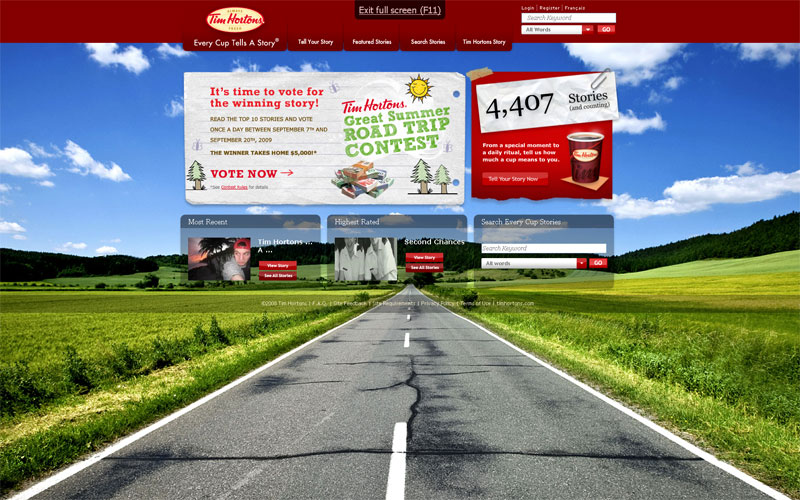 Exit full screen (F11)
Login | Register | Français
ALWAYS
Tim Hortons
FRESH
Search Keyword
All Words
GO
Every Cup Tells A Story®
Tell Your Story
Featured Stories
Search Stories
Tim Hortons Story
It's time to vote for
the winning story!
READ THE TOP 10 STORIES AND VOTE
ONCE A DAY BETWEEN SEPTEMBER 7TH AND
SEPTEMBER 20TH, 2009
THE WINNER TAKES HOME $5,000!*
VOTE NOW →
*See Contest Rules for details
Tim Hortons.
Great Summer
ROAD TRIP
CONTEST
4,407 Stories
(and counting)
From a special moment to
a daily ritual, tell us how
much a cup means to you.
Tell Your Story Now
Tim Hortons
Most Recent
Tim Hortons ...
A ...
View Story
See All Stories
Highest Rated
Second Chances
View Story
See All Stories
Search Every Cup Stories
Search Keyword
All words
GO
©2009 Tim Hortons | F.A.Q. | Site Feedback | Site Requirements | Privacy Policy | Terms of Use | timhortons.com